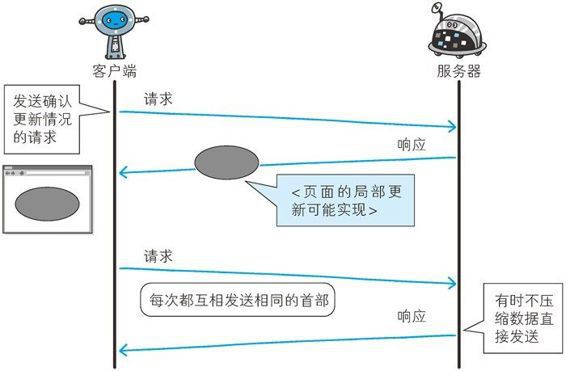 客户端
服务器
发送确认
更新情况
的请求
请求
响应
<页面的局部更
新可能实现>
请求
每次都互相发送相同的首部
响应
有时不压
缩数据直
接发送